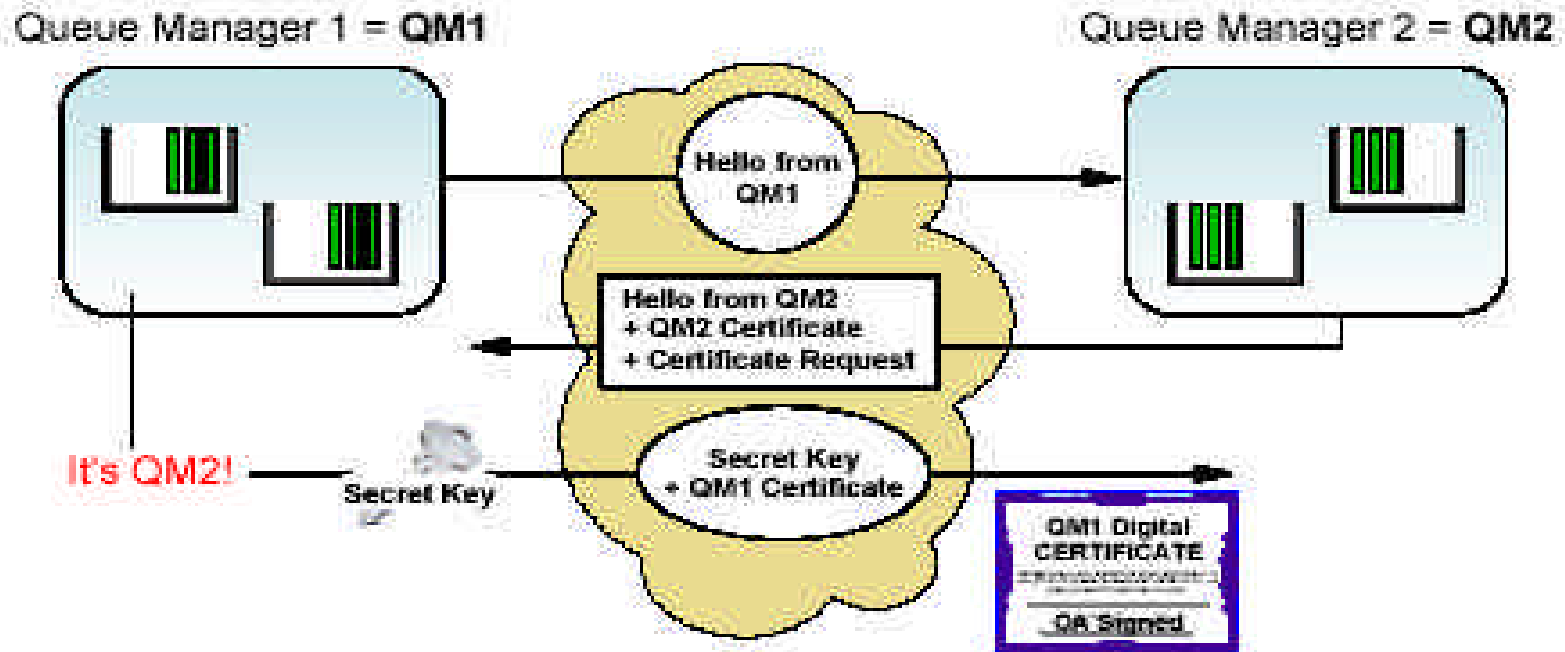 Queue Manager 1 = QM1
Queue Manager 2 = QM2
Hello from
QM1
Hello from QM2
+ QM2 Certificate
+ Certificate Request
It's QM2!
Secret Key
Secret Key
+ QM1 Certificate
QM1 Digital
CERTIFICATE
CA Signed